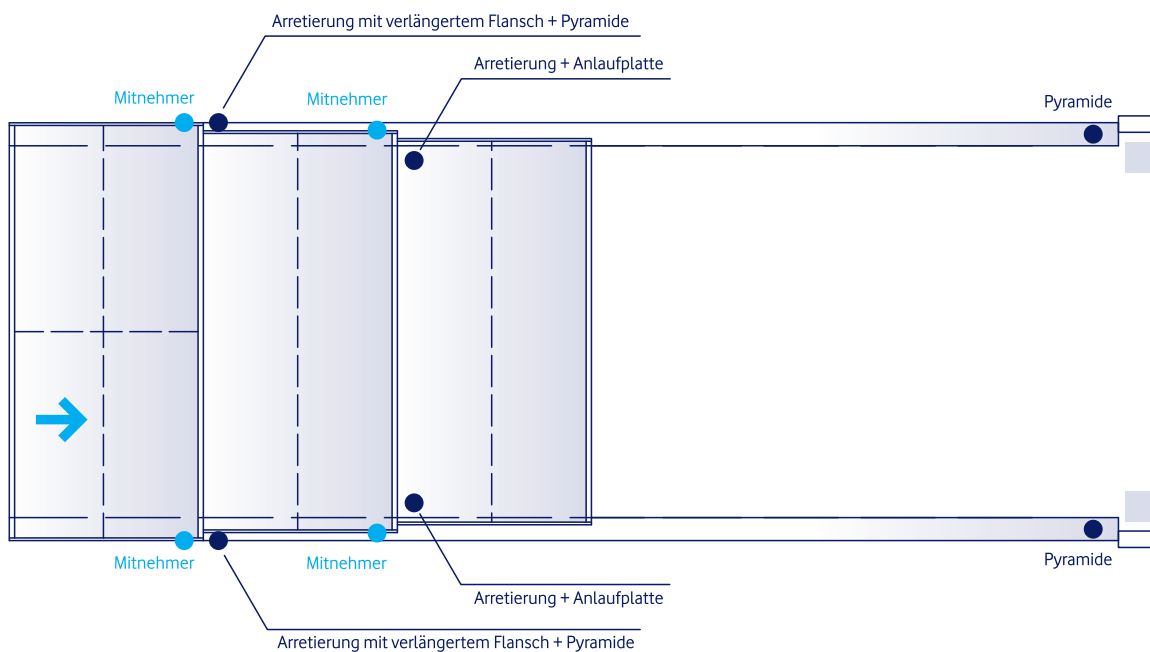 Arretierung mit verlängertem Flansch + Pyramide
Arretierung + Anlaufplatte
Mitnehmer
Mitnehmer
Pyramide
Mitnehmer
Mitnehmer
Pyramide
Arretierung + Anlaufplatte
Arretierung mit verlängertem Flansch + Pyramide